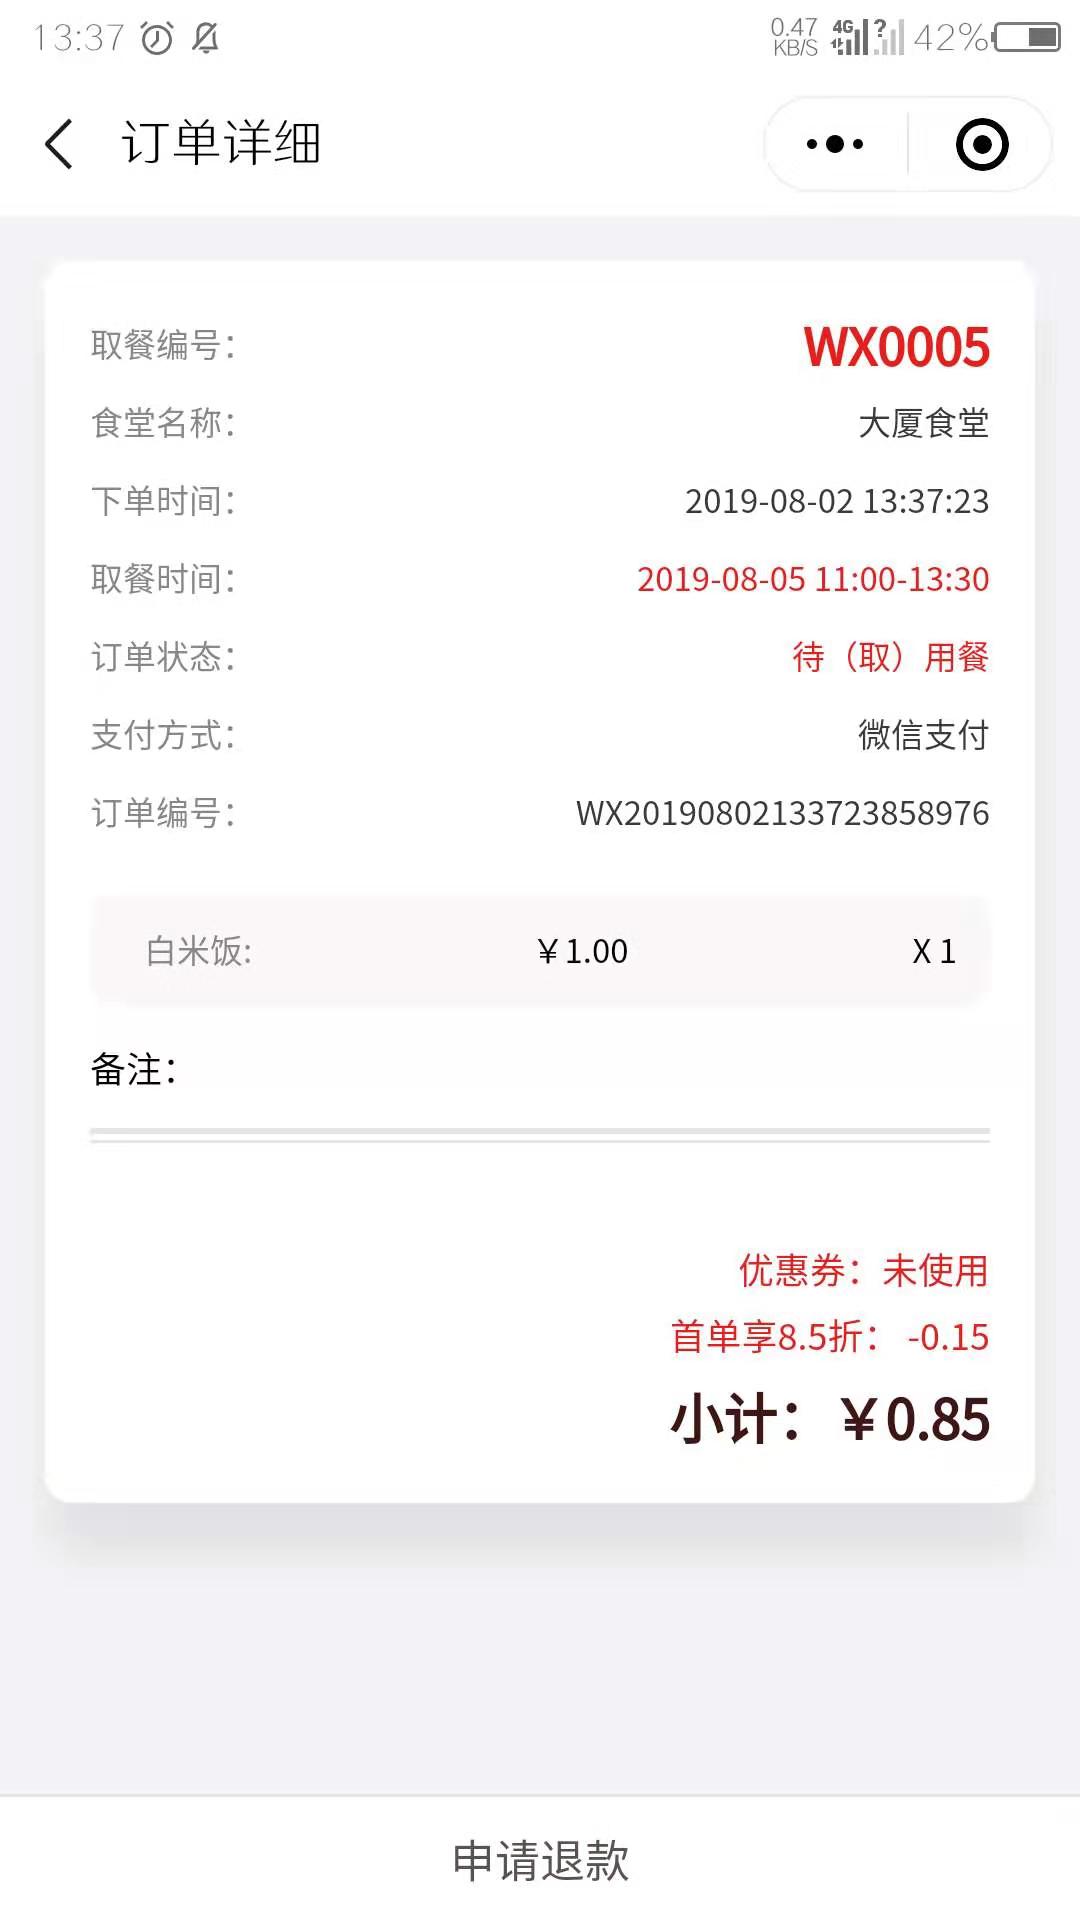 13:37
0.47
KB/S
4G
?
42%
订单详细
取餐编号：
WX0005
食堂名称：
大厦食堂
下单时间：
2019-08-02 13:37:23
取餐时间：
2019-08-05 11:00-13:30
订单状态：
待（取）用餐
支付方式：
微信支付
订单编号：
WX20190802133723858976
白米饭:
￥1.00
X 1
备注：
优惠券：未使用
首单享8.5折： -0.15
小计：￥0.85
申请退款